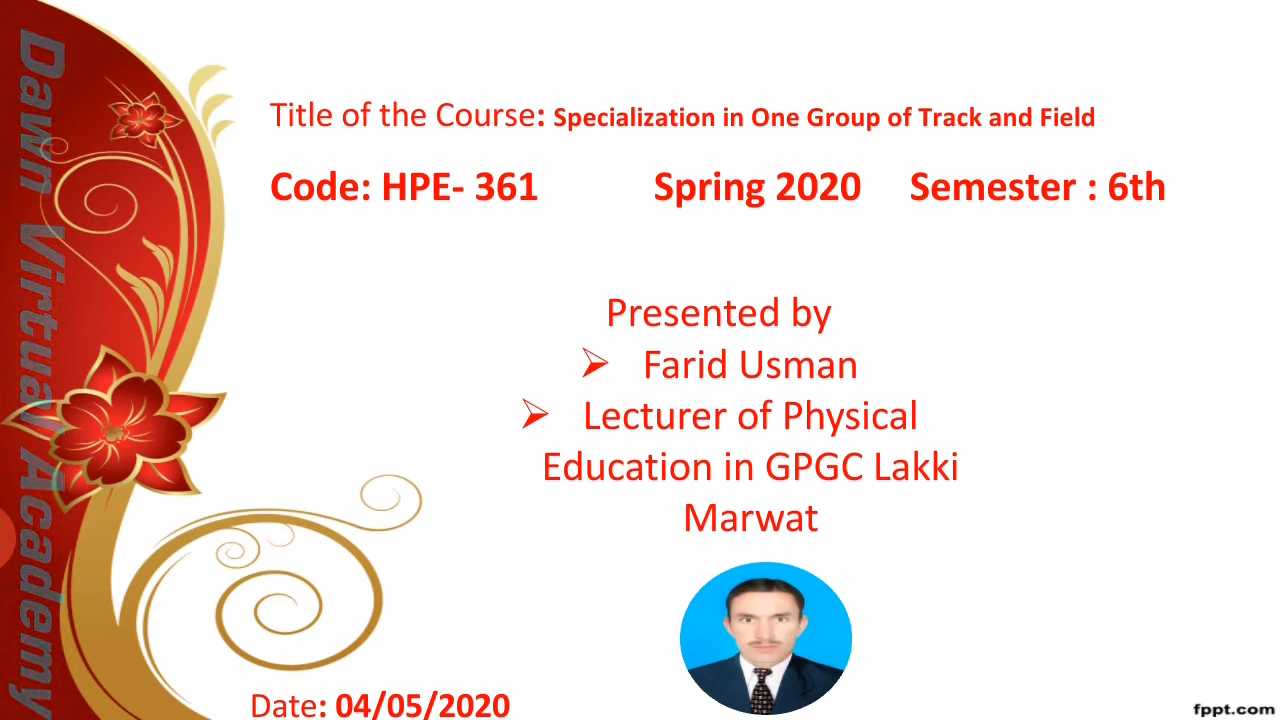 Dawn Virtual Academy
Title of the Course: Specialization in One Group of Track and Field
Code: HPE- 361 Spring 2020 Semester : 6th
Presented by
➢ Farid Usman
➢ Lecturer of Physical
Education in GPGC Lakki
Marwat
Date: 04/05/2020
fppt.com